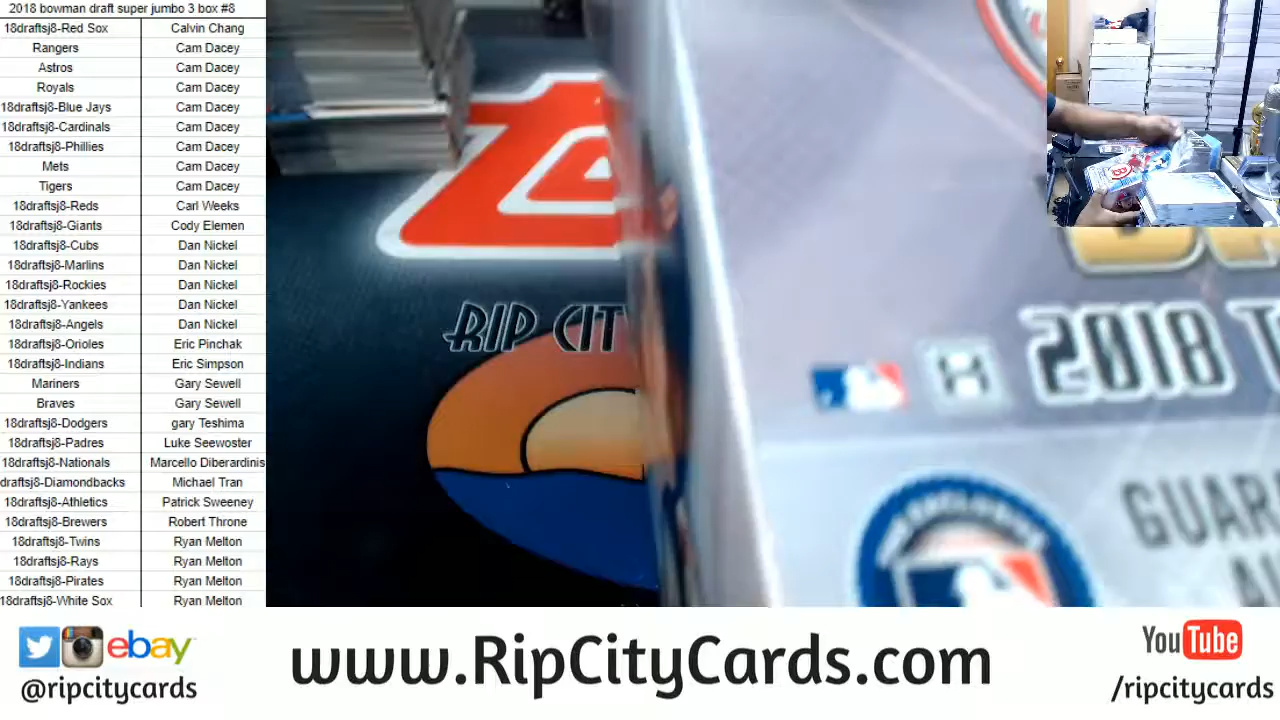 2018 bowman draft super jumbo 3 box #8
18draftsj8-Red Sox Calvin Chang
Rangers Cam Dacey
Astros Cam Dacey
Royals Cam Dacey
18draftsj8-Blue Jays Cam Dacey
18draftsj8-Cardinals Cam Dacey
18draftsj8-Phillies Cam Dacey
Mets Cam Dacey
Tigers Cam Dacey
18draftsj8-Reds Carl Weeks
18draftsj8-Giants Cody Elemen
18draftsj8-Cubs Dan Nickel
18draftsj8-Marlins Dan Nickel
18draftsj8-Rockies Dan Nickel
18draftsj8-Yankees Dan Nickel
18draftsj8-Angels Dan Nickel
18draftsj8-Orioles Eric Pinchak
18draftsj8-Indians Eric Simpson
Mariners Gary Sewell
Braves Gary Sewell
18draftsj8-Dodgers gary Teshima
18draftsj8-Padres Luke Seewoster
18draftsj8-Nationals Marcello Diberardinis
draftsj8-Diamondbacks Michael Tran
18draftsj8-Athletics Patrick Sweeney
18draftsj8-Brewers Robert Throne
18draftsj8-Twins Ryan Melton
18draftsj8-Rays Ryan Melton
18draftsj8-Pirates Ryan Melton
18draftsj8-White Sox Ryan Melton
RIP CIT
2018 T
GUAR
ebay
@ripcitycards
www.RipCityCards.com
YouTube
/ripcitycards